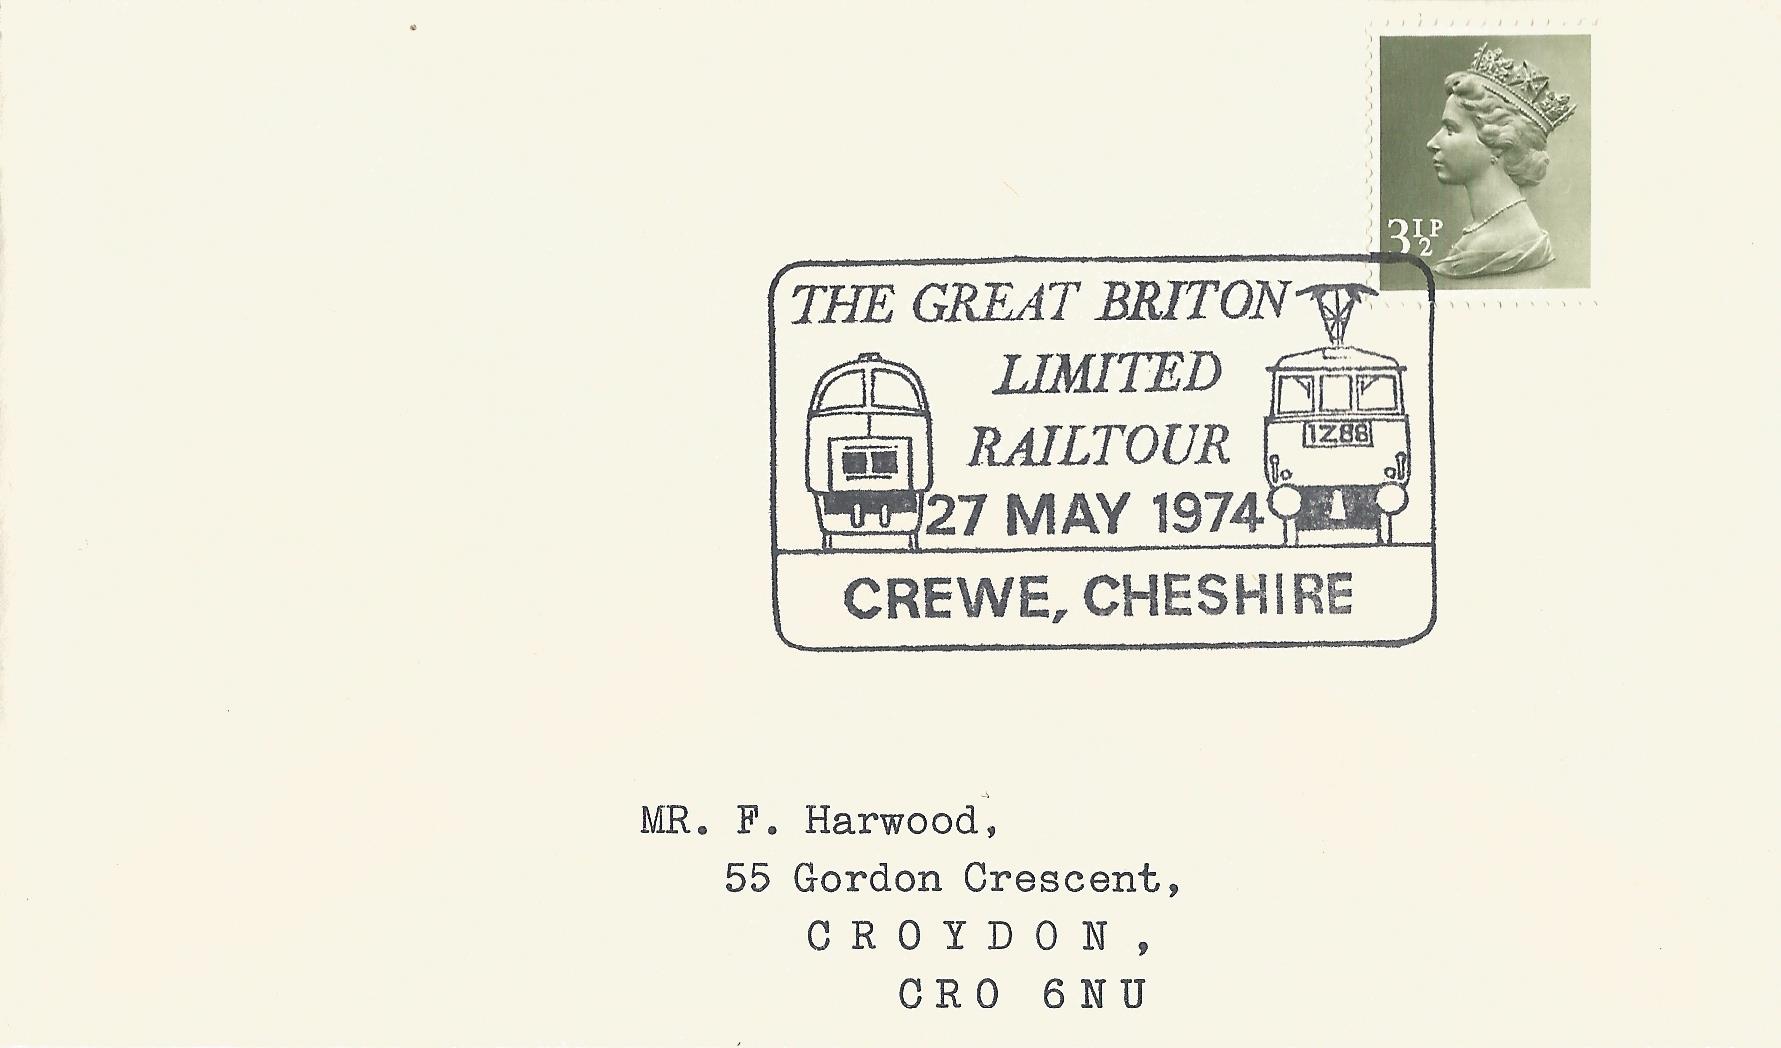 3½P
THE GREAT BRITON
LIMITED
RAILTOUR
1Z88
27 MAY 1974
CREWE, CHESHIRE
MR. F. Harwood,
55 Gordon Crescent,
CROYDON,
CRO 6NU